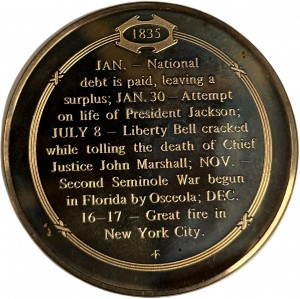 1835
JAN. — National
debt is paid, leaving a
surplus; JAN. 30 — Attempt
on life of President Jackson;
JULY 8 — Liberty Bell cracked
while tolling the death of Chief
Justice John Marshall; NOV. —
Second Seminole War begun
in Florida by Osceola; DEC.
16-17 — Great fire in
New York City.